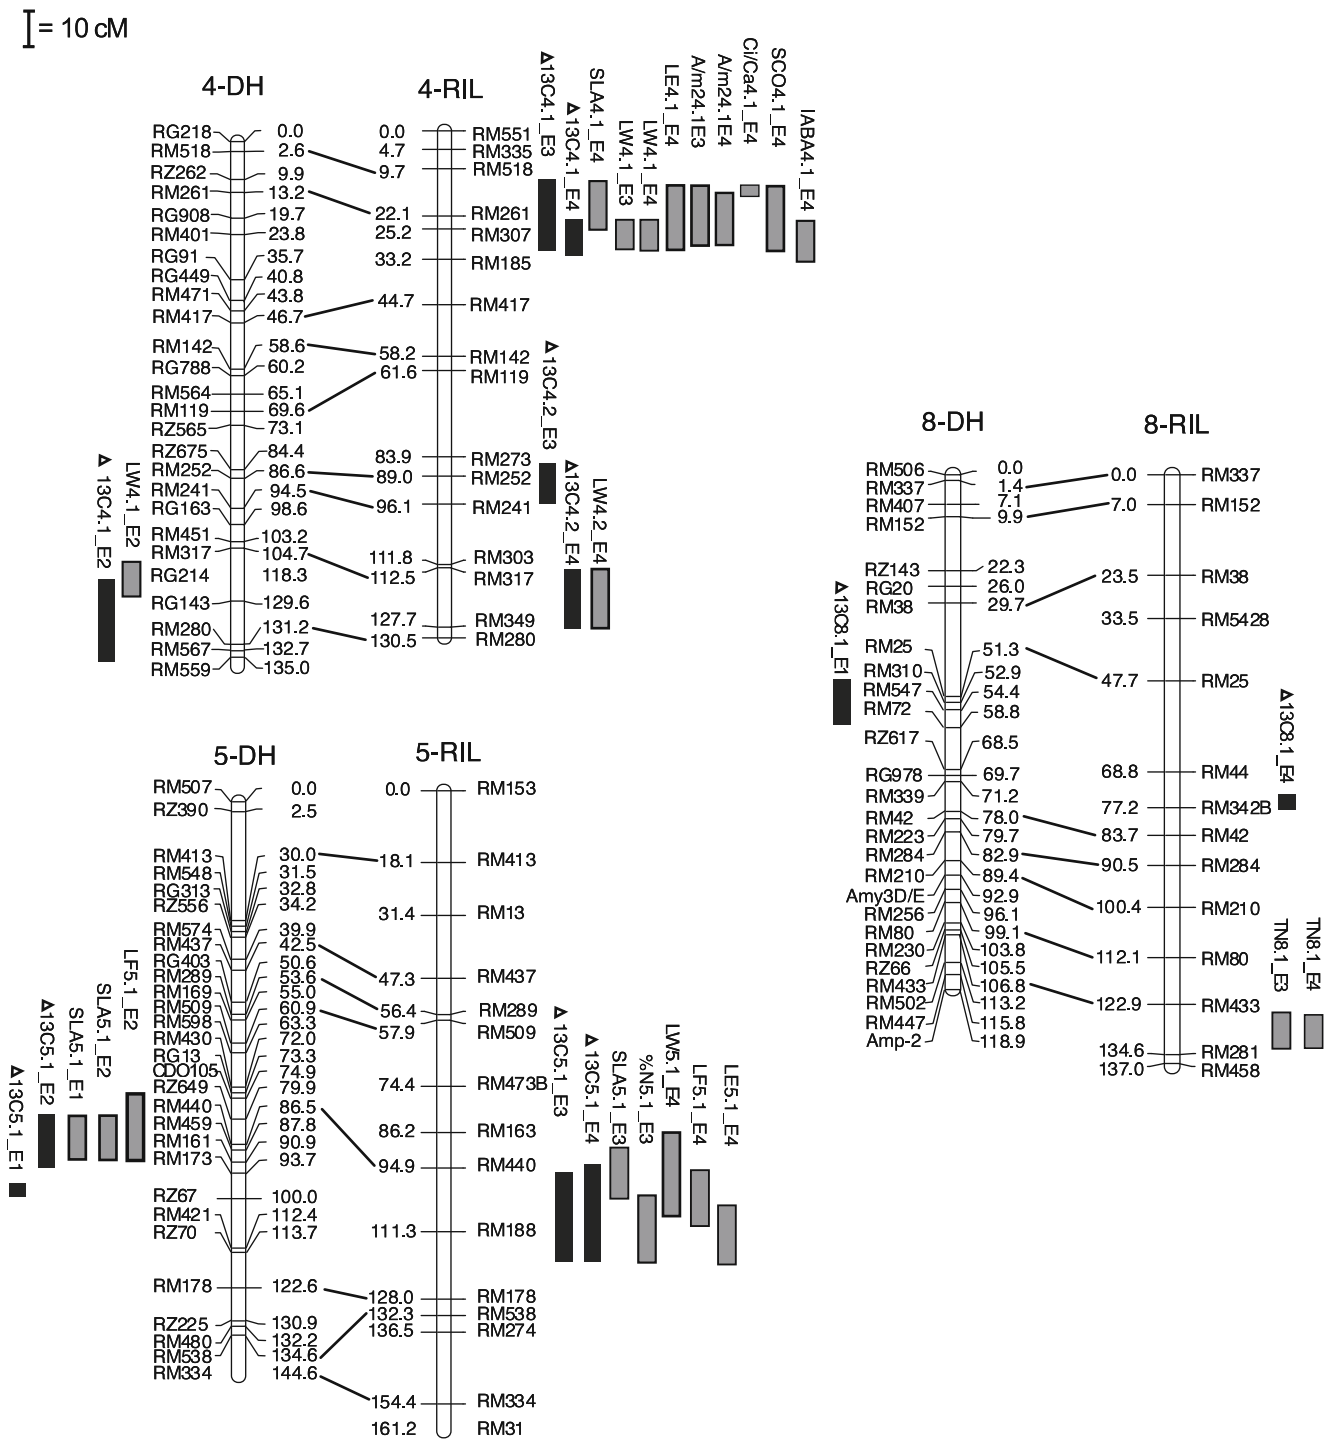 = 10 cM
4-DH
RG218 0.0
RM518 2.6
RZ262 9.9
RM261 13.2
RG908 19.7
RM401 23.8
RG91 35.7
RG449 40.8
RM471 43.8
RM417 46.7
RM142 58.6
RG788 60.2
RM564 65.1
RM119 69.6
RZ565 73.1
RZ675 84.4
RM252 86.6
RM241 94.5
RG163 98.6
RM451 103.2
RM317 104.7
RG214 118.3
RG143 129.6
RM280 131.2
RM567 132.7
RM559 135.0
Δ 13C4.1_E2
LW4.1_E2
4-RIL
0.0 RM551
4.7 RM335
9.7 RM518
22.1 RM261
25.2 RM307
33.2 RM185
44.7 RM417
58.2 RM142
61.6 RM119
83.9 RM273
89.0 RM252
96.1 RM241
111.8 RM303
112.5 RM317
127.7 RM349
130.5 RM280
Δ13C4.1_E3
Δ13C4.1_E4
SLA4.1_E4
LW4.1_E3
LW4.1_E4
LE4.1_E4
A/m24.1E3
A/m24.1E4
Ci/Ca4.1_E4
SCO4.1_E4
IABA4.1_E4
Δ13C4.2_E3
Δ13C4.2_E4
LW4.2_E4
5-DH
RM507 0.0
RZ390 2.5
RM413 30.0
RM548 31.5
RG313 32.8
RZ556 34.2
RM574 39.9
RM437 42.5
RG403 50.6
RM289 53.6
RM169 55.0
RM509 60.9
RM598 63.3
RM430 72.0
RG13 73.3
CDO105 74.9
RZ649 79.9
RM440 86.5
RM459 87.8
RM161 90.9
RM173 93.7
RZ67 100.0
RM421 112.4
RZ70 113.7
RM178 122.6
RZ225 130.9
RM480 132.2
RM538 134.6
RM334 144.6
Δ13C5.1_E1
Δ13C5.1_E2
SLA5.1_E1
SLA5.1_E2
LF5.1_E2
5-RIL
0.0 RM153
18.1 RM413
31.4 RM13
47.3 RM437
56.4 RM289
57.9 RM509
74.4 RM473B
86.2 RM163
94.9 RM440
111.3 RM188
128.0 RM178
132.3 RM538
136.5 RM274
154.4 RM334
161.2 RM31
Δ13C5.1_E3
Δ13C5.1_E4
SLA5.1_E3
%N5.1_E3
LW5.1_E4
LF5.1_E4
LE5.1_E4
8-DH
RM506 0.0
RM337 1.4
RM407 7.1
RM152 9.9
RZ143 22.3
RG20 26.0
RM38 29.7
RM25 51.3
RM310 52.9
RM547 54.4
RM72 58.8
RZ617 68.5
RG978 69.7
RM339 71.2
RM42 78.0
RM223 79.7
RM284 82.9
RM210 89.4
Amy3D/E 92.9
RM256 96.1
RM80 99.1
RM230 103.8
RZ66 105.5
RM433 106.8
RM502 113.2
RM447 115.8
Amp-2 118.9
Δ13C8.1_E1
8-RIL
0.0 RM337
7.0 RM152
23.5 RM38
33.5 RM5428
47.7 RM25
68.8 RM44
77.2 RM342B
83.7 RM42
90.5 RM284
100.4 RM210
112.1 RM80
122.9 RM433
134.6 RM281
137.0 RM458
Δ13C8.1_E4
TN8.1_E3
TN8.1_E4